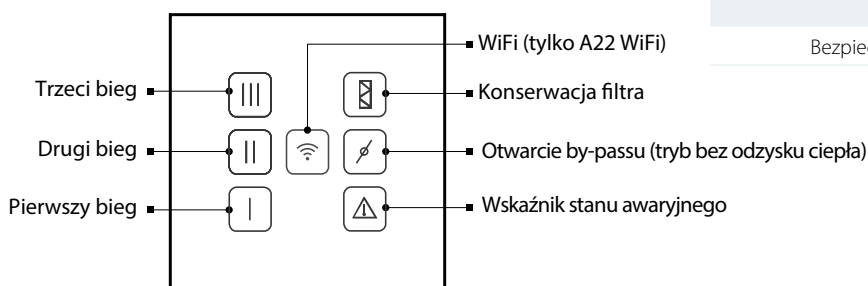 WiFi (tylko A22 WiFi)
Trzeci bieg
Konserwacja filtra
Drugi bieg
Otwarcie by-passu (tryb bez odzysku ciepła)
Pierwszy bieg
Wskaźnik stanu awaryjnego